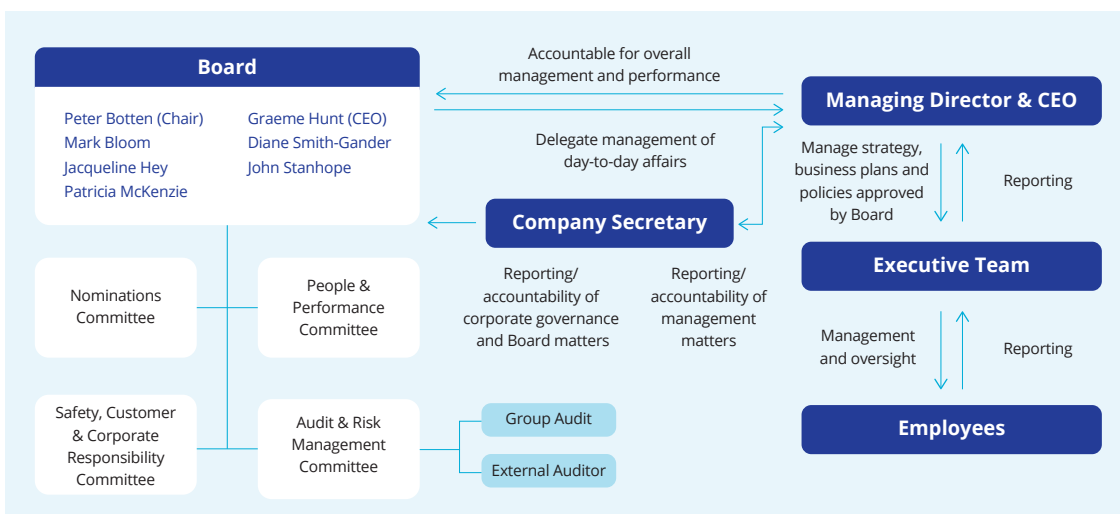 Board
Peter Botten (Chair)
Mark Bloom
Jacqueline Hey
Patricia McKenzie
Graeme Hunt (CEO)
Diane Smith-Gander
John Stanhope
Accountable for overall
management and performance
Delegate management of
day-to-day affairs
Managing Director & CEO
Manage strategy,
business plans and
policies approved
by Board
Reporting
Company Secretary
Reporting/
accountability of
corporate governance
and Board matters
Reporting/
accountability of
management
matters
Executive Team
Management
and oversight
Reporting
Employees
Nominations
Committee
People &
Performance
Committee
Safety, Customer
& Corporate
Responsibility
Committee
Audit & Risk
Management
Committee
Group Audit
External Auditor